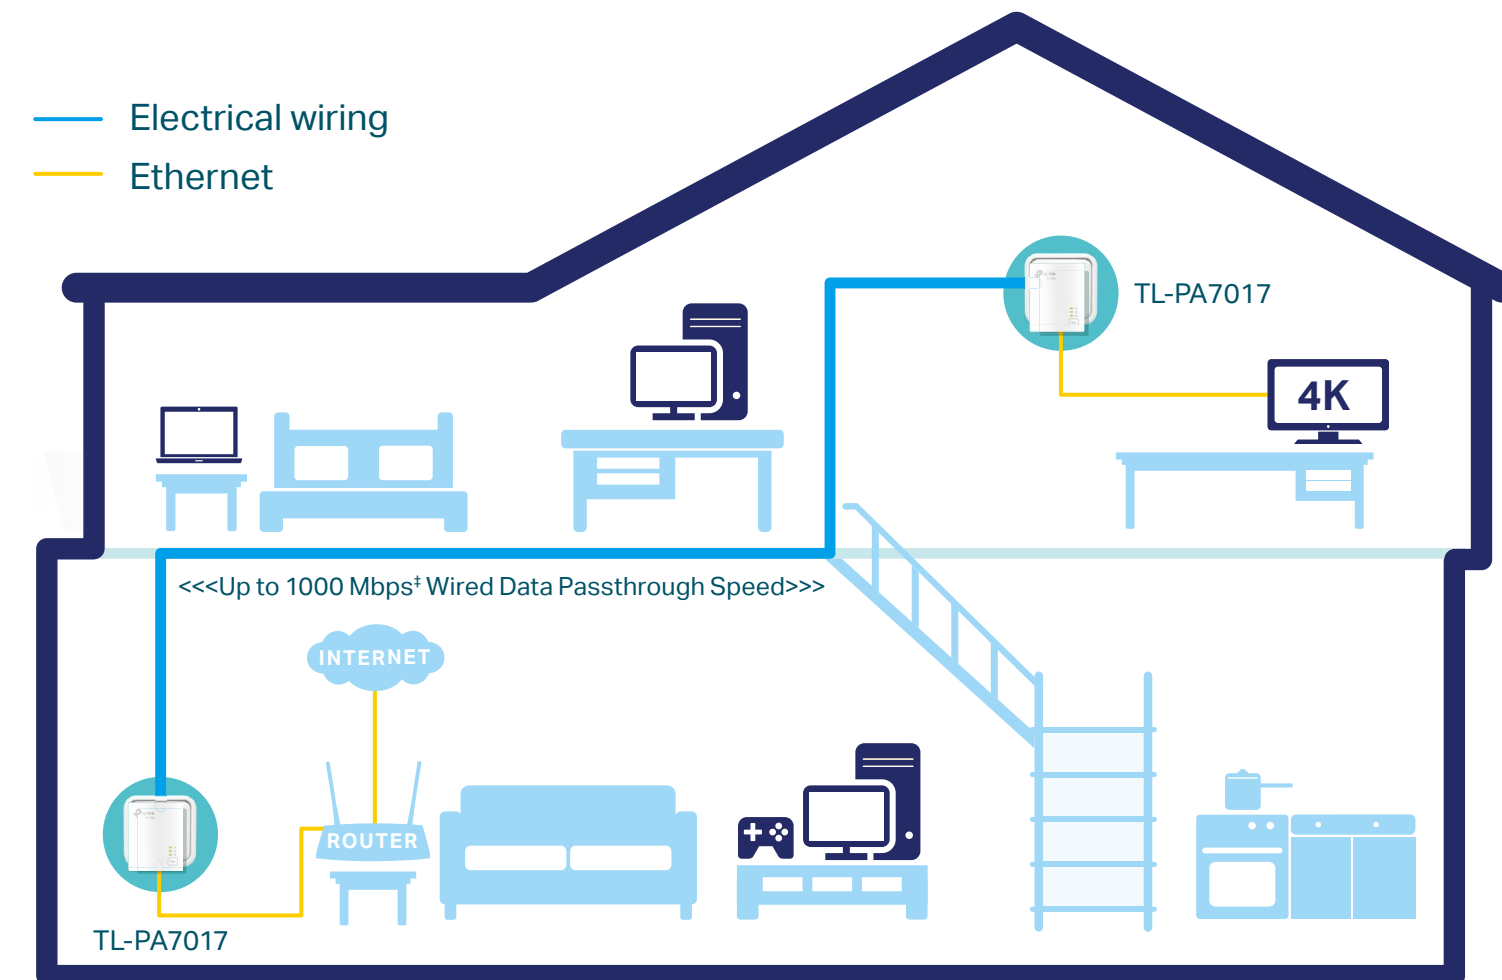 Electrical wiring
Ethernet
TL-PA7017
4K
<<<Up to 1000 Mbps‡ Wired Data Passthrough Speed>>>
INTERNET
ROUTER
TL-PA7017